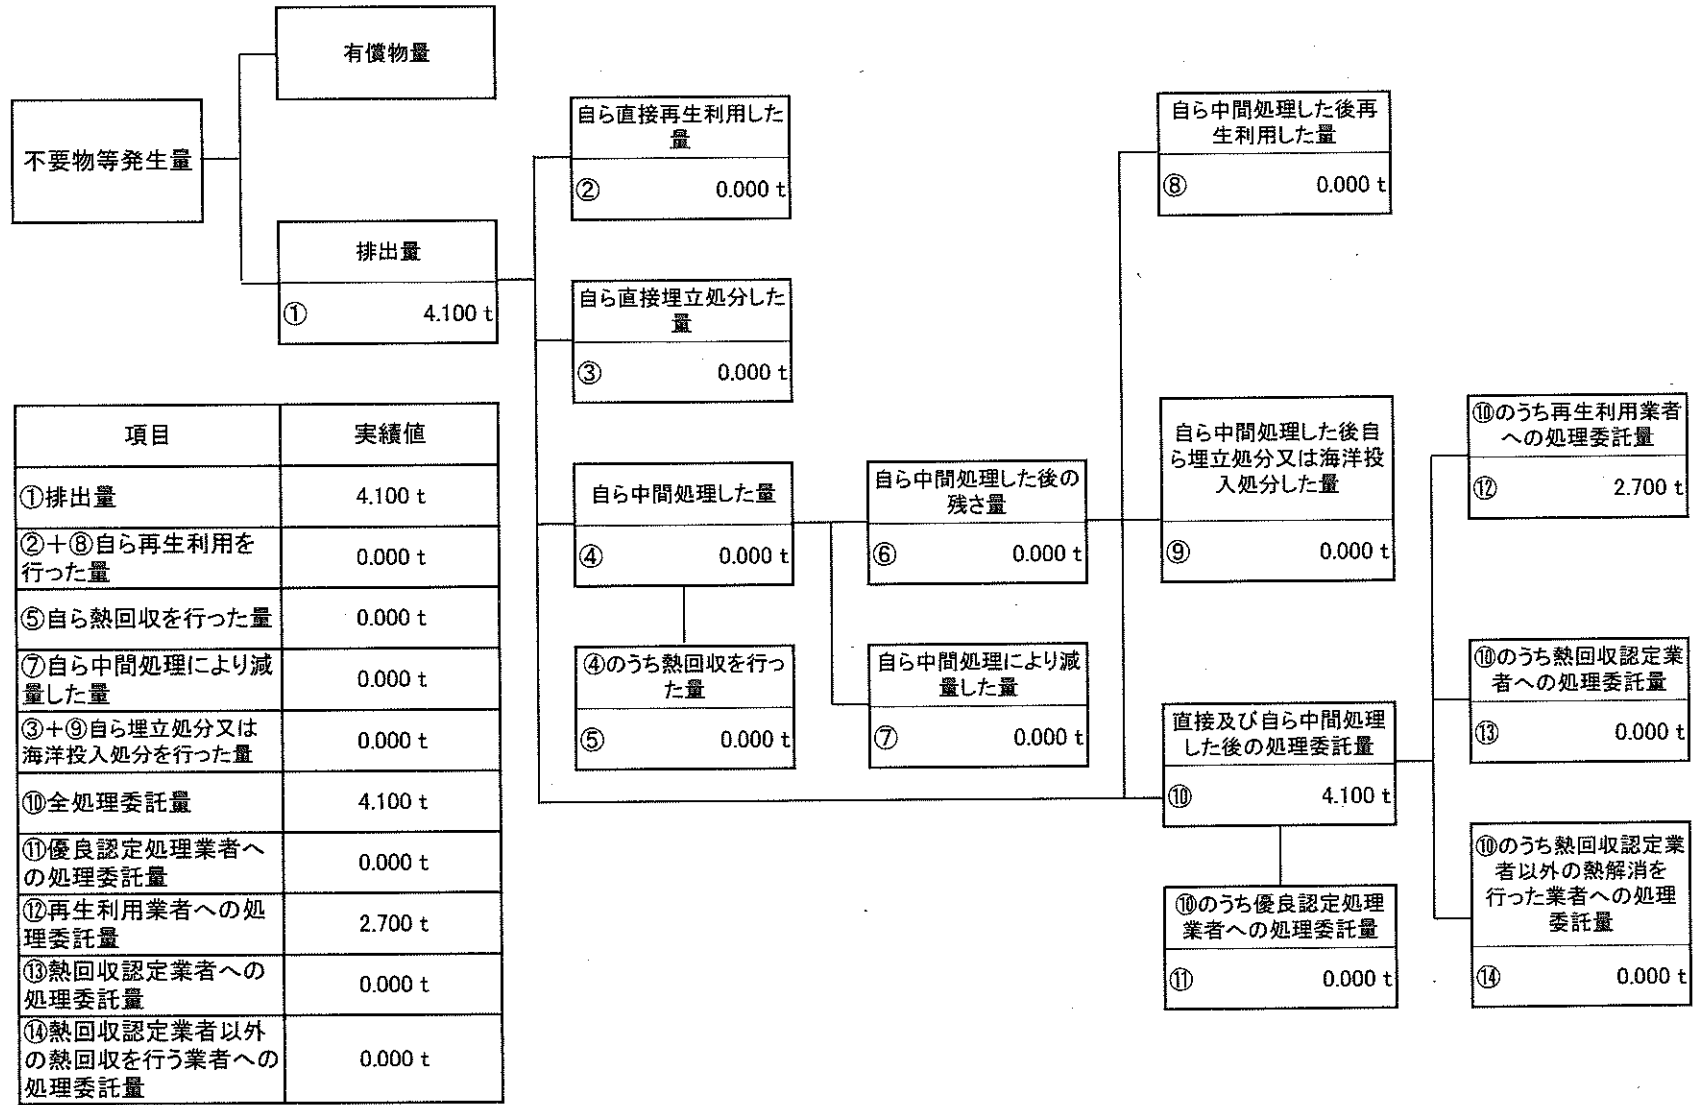 有償物量
不要物等発生量
排出量
① 4.100 t
自ら直接再生利用した
量
② 0.000 t
自ら直接埋立処分した
量
③ 0.000 t
自ら中間処理した量
④ 0.000 t
④のうち熱回収を行っ
た量
⑤ 0.000 t
自ら中間処理した後の
残さ量
⑥ 0.000 t
自ら中間処理により減
量した量
⑦ 0.000 t
自ら中間処理した後再
生利用した量
⑧ 0.000 t
自ら中間処理した後自
ら埋立処分又は海洋投
入処分した量
⑨ 0.000 t
直接及び自ら中間処理
した後の処理委託量
⑩ 4.100 t
⑩のうち優良認定処理
業者への処理委託量
⑪ 0.000 t
⑩のうち再生利用業者
への処理委託量
⑫ 2.700 t
⑩のうち熱回収認定業
者への処理委託量
⑬ 0.000 t
⑩のうち熱回収認定業
者以外の熱解消を
行った業者への処理
委託量
⑭ 0.000 t
項目 実績値
①排出量 4.100 t
②＋⑧自ら再生利用を
行った量 0.000 t
⑤自ら熱回収を行った量 0.000 t
⑦自ら中間処理により減
量した量 0.000 t
③＋⑨自ら埋立処分又は
海洋投入処分を行った量 0.000 t
⑩全処理委託量 4.100 t
⑪優良認定処理業者へ
の処理委託量 0.000 t
⑫再生利用業者への処
理委託量 2.700 t
⑬熱回収認定業者への
処理委託量 0.000 t
⑭熱回収認定業者以外
の熱回収を行う業者への
処理委託量 0.000 t